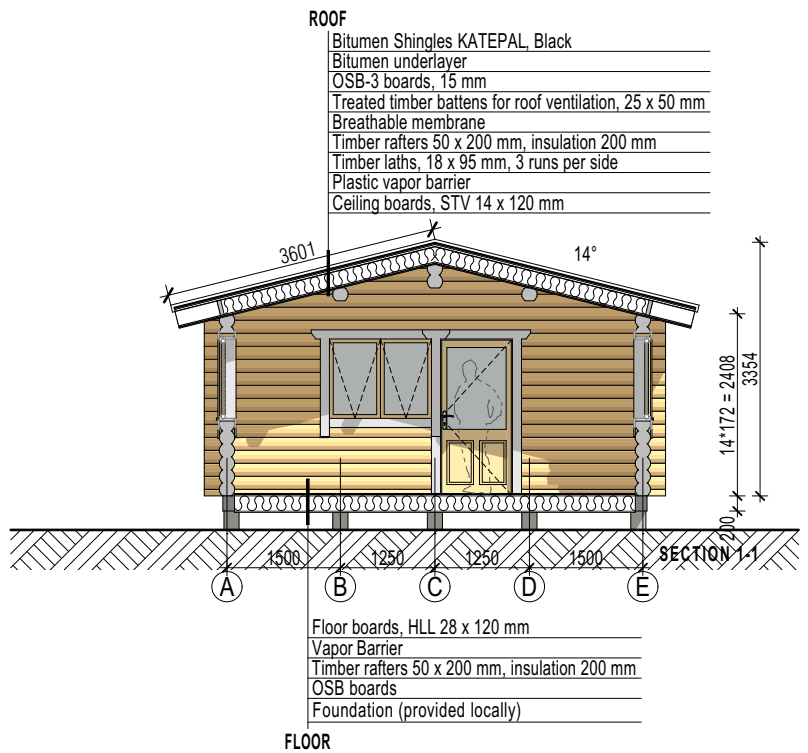 ROOF
Bitumen Shingles KATEPAL, Black
Bitumen underlayer
OSB-3 boards, 15 mm
Treated timber battens for roof ventilation, 25 x 50 mm
Breathable membrane
Timber rafters 50 x 200 mm, insulation 200 mm
Timber laths, 18 x 95 mm, 3 runs per side
Plastic vapor barrier
Ceiling boards, STV 14 x 120 mm
3601
14°
14*172 = 2408
3354
200
1500
1250
1250
1500
SECTION 1-1
A
B
C
D
E
Floor boards, HLL 28 x 120 mm
Vapor Barrier
Timber rafters 50 x 200 mm, insulation 200 mm
OSB boards
Foundation (provided locally)
FLOOR